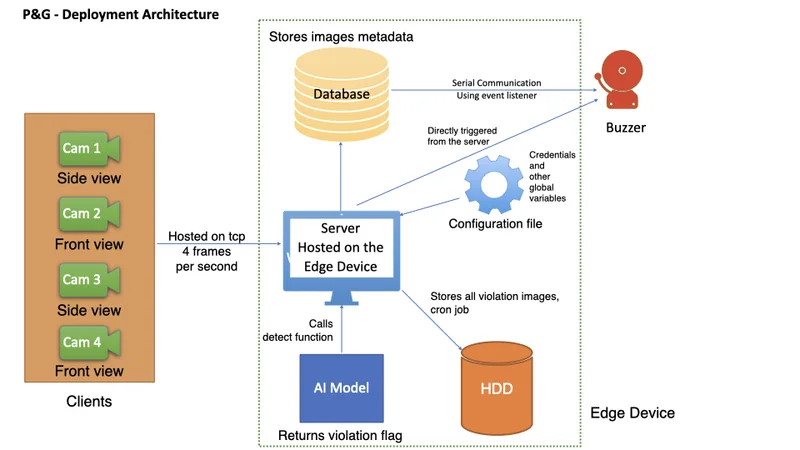 P&G - Deployment Architecture
Stores images metadata
Database
Serial Communication
Using event listener
Buzzer
Directly triggered
from the server
Credentials
and
other
global
variables
Configuration file
Cam 1
Side view
Cam 2
Front view
Cam 3
Side view
Cam 4
Front view
Clients
Hosted on tcp
4 frames
per second
Server
Hosted on the
Edge Device
Stores all violation images,
cron job
Calls
detect function
AI Model
Returns violation flag
HDD
Edge Device